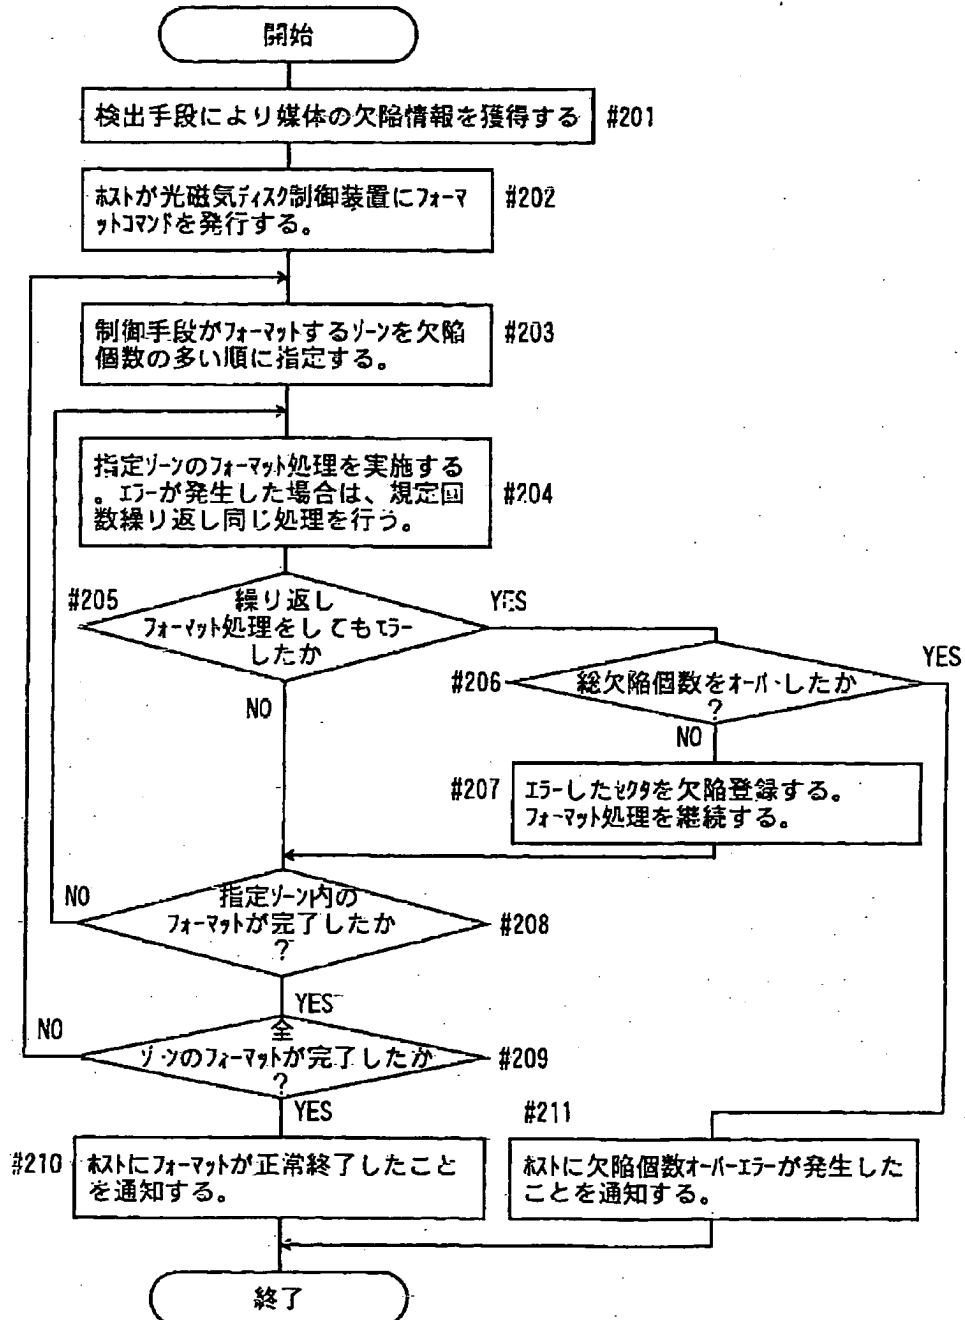 開始
検出手段により媒体の欠陥情報を獲得する
#201
ホストが光磁気ディスク制御装置にフォーマ
ットコマンドを発行する。
#202
制御手段がフォーマットするゾーンを欠陥
個数の多い順に指定する。
#203
指定ゾーンのフォーマット処理を実施する
。エラーが発生した場合は、規定回
数繰り返し同じ処理を行う。
#204
#205
繰り返し
フォーマット処理をしてもエラー
したか
YES
NO
#206
総欠陥個数をオーバーしたか
?
YES
NO
#207
エラーしたセクタを欠陥登録する。
フォーマット処理を継続する。
指定ゾーン内の
フォーマットが完了したか
?
NO
#208
YES
全
ゾーンのフォーマットが完了したか
?
NO
#209
YES
#210
ホストにフォーマットが正常終了したこと
を通知する。
#211
ホストに欠陥個数オーバーエラーが発生した
ことを通知する。
終了